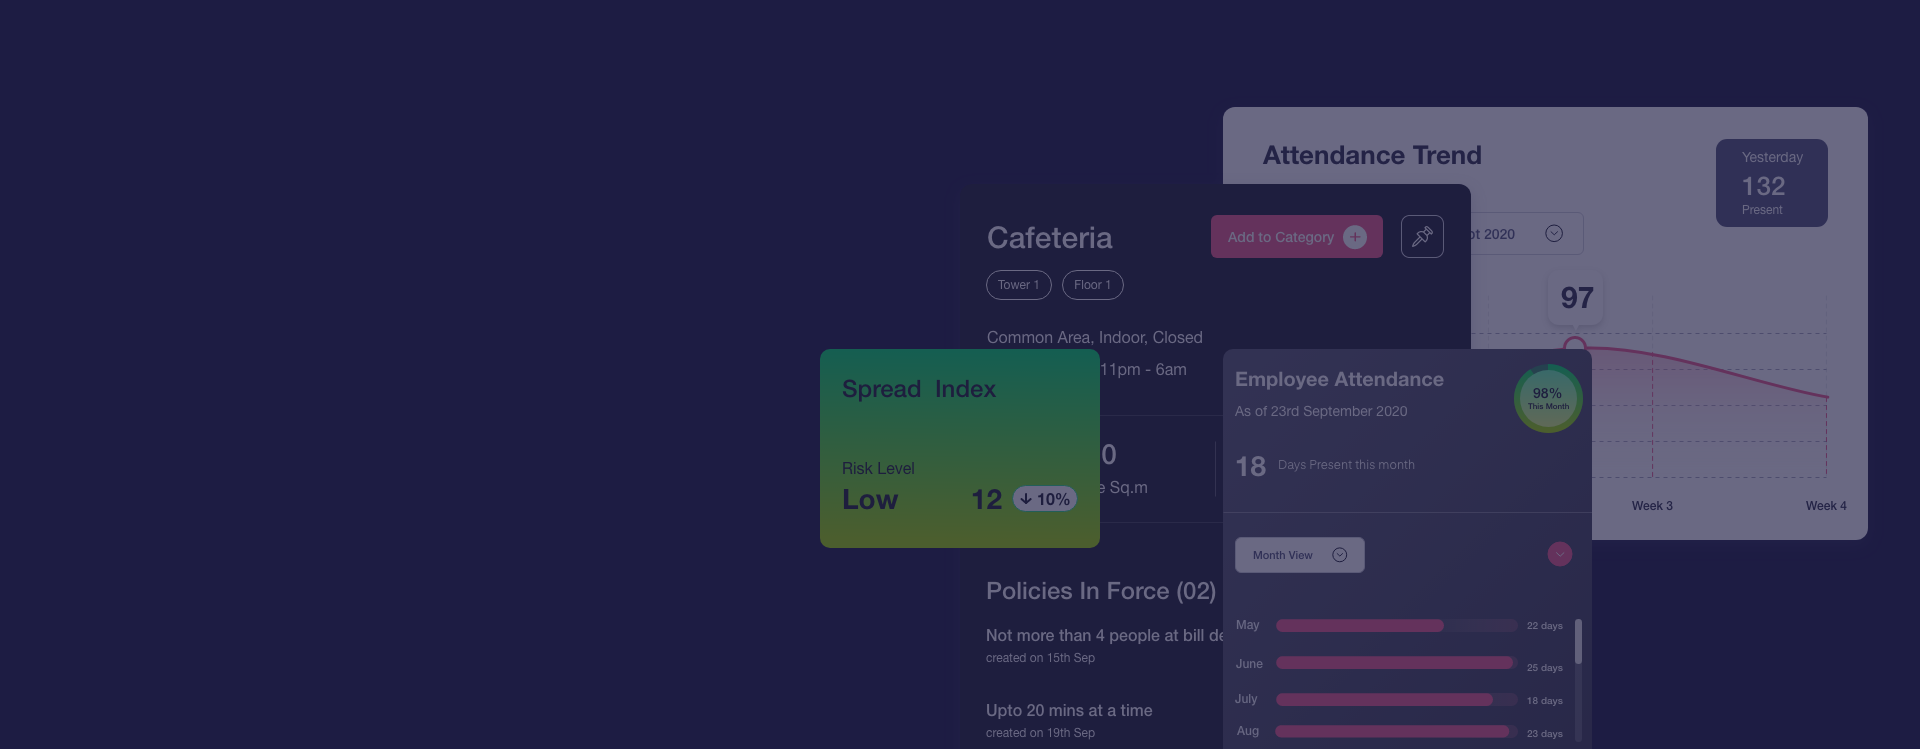 Attendance Trend
Yesterday
132
Present
2020
97
Week 3
Week 4
Cafeteria
Add to Category
Tower 1
Floor 1
Common Area, Indoor, Closed
11pm - 6am
0
Sq.m
Policies In Force (02)
Not more than 4 people at bill
created on 15th Sep
Upto 20 mins at a time
created on 19th Sep
Spread Index
Risk Level
Low
12
10%
Employee Attendance
As of 23rd September 2020
98%
This Month
18
Days Present this month
Month View
May
22 days
June
25 days
July
18 days
Aug
23 days